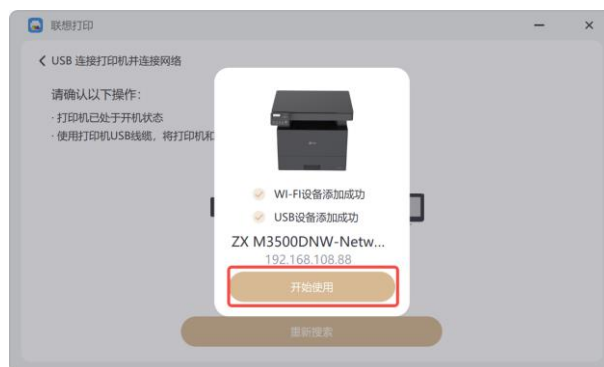 联想打印
USB 连接打印机并连接网络
请确认以下操作：
·打印机已处于开机状态
·使用打印机USB线缆，将打印机和
WI-FI设备添加成功
USB设备添加成功
ZX M3500DNW-Netw...
192.168.108.88
开始使用
重新搜索